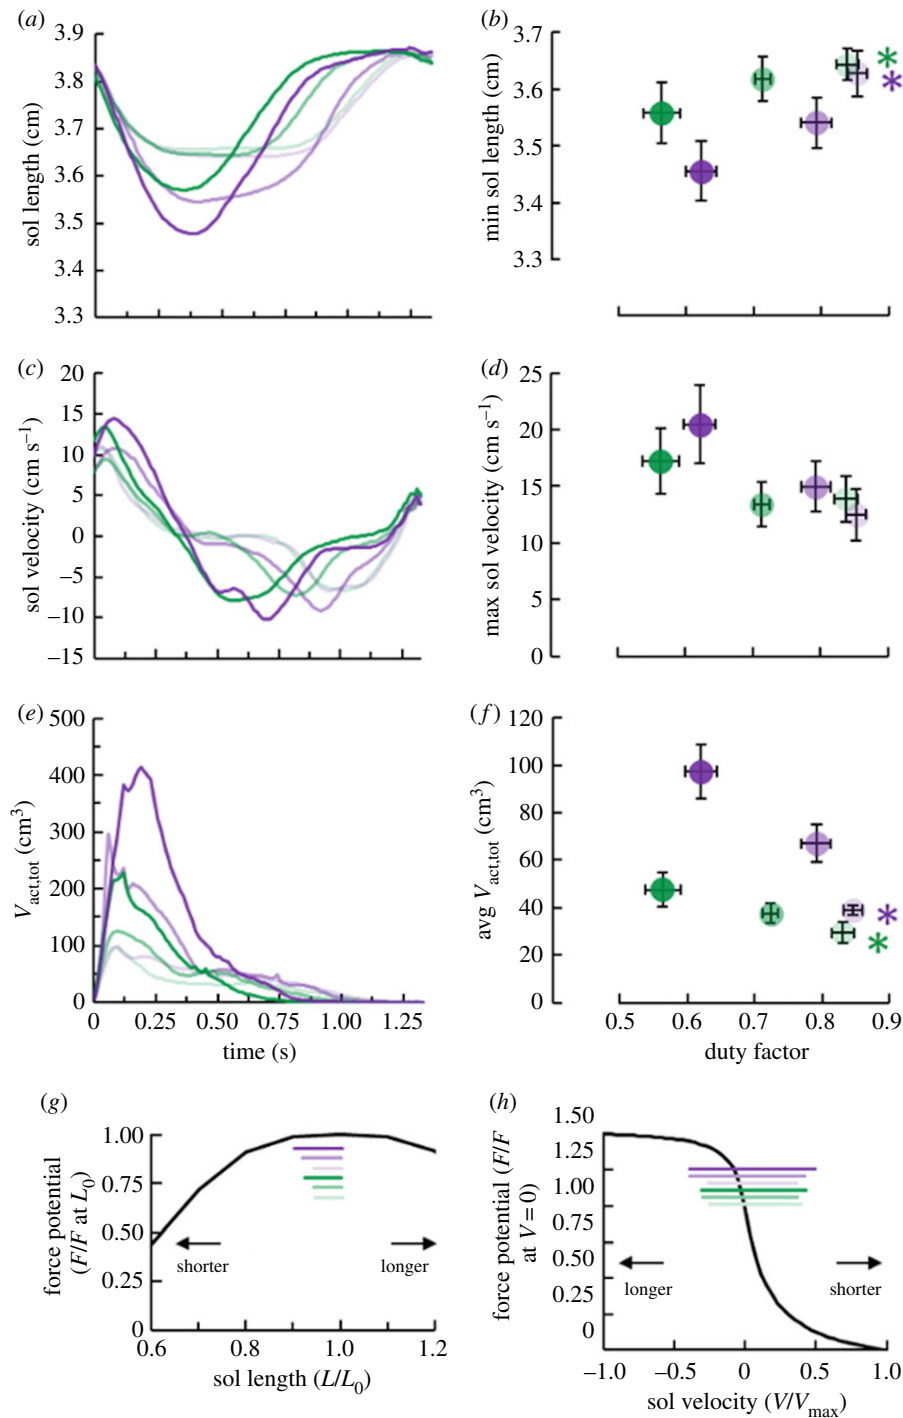 (a)
3.9
3.8
3.7
3.6
3.5
3.4
3.3
sol length (cm)
(b)
3.7
3.6
3.5
3.4
3.3
min sol length (cm)
*
*
(c)
20
15
10
5
0
−5
−10
−15
sol velocity (cm s−1)
(d)
25
20
15
10
5
0
max sol velocity (cm s−1)
(e)
500
400
300
200
100
0
Vact,tot (cm3)
0 0.25 0.50 0.75 1.00 1.25
time (s)
(f)
120
100
80
60
40
20
0
avg Vact,tot (cm3)
*
*
0.5 0.6 0.7 0.8 0.9
duty factor
(g)
1.00
0.75
0.50
0.25
0
force potential
(F/F at L0)
shorter longer
0.6 0.8 1.0 1.2
sol length (L/L0)
(h)
1.50
1.25
1.00
0.75
0.50
0.25
0
force potential (F/F
at V = 0)
longer shorter
−1.0 −0.5 0 0.5 1.0
sol velocity (V/Vmax)